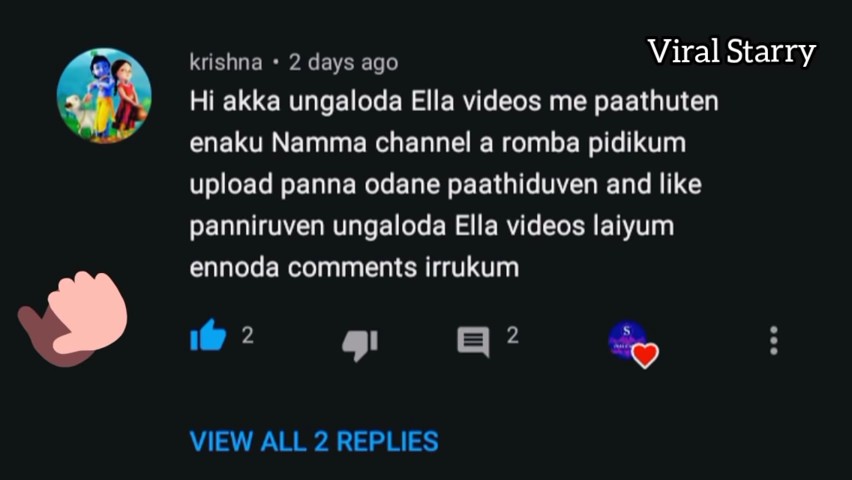 Viral Starry
krishna • 2 days ago
Hi akka ungaloda Ella videos me paathuten
enaku Namma channel a romba pidikum
upload panna odane paathiduven and like
panniruven ungaloda Ella videos laiyum
ennoda comments irrukum
2
2
S
VIEW ALL 2 REPLIES